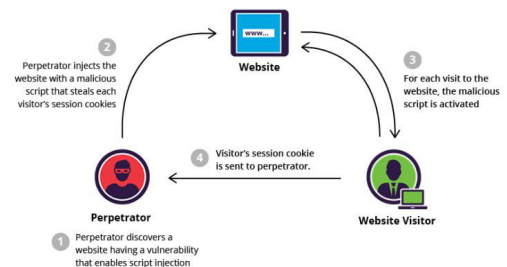 www...
Website
2
Perpetrator injects the
website with a malicious
script that steals each
visitor's session cookies
3
For each visit to the
website, the malicious
script is activated
4
Visitor's session cookie
is sent to perpetrator.
Perpetrator
Website Visitor
1
Perpetrator discovers a
website having a vulnerability
that enables script injection